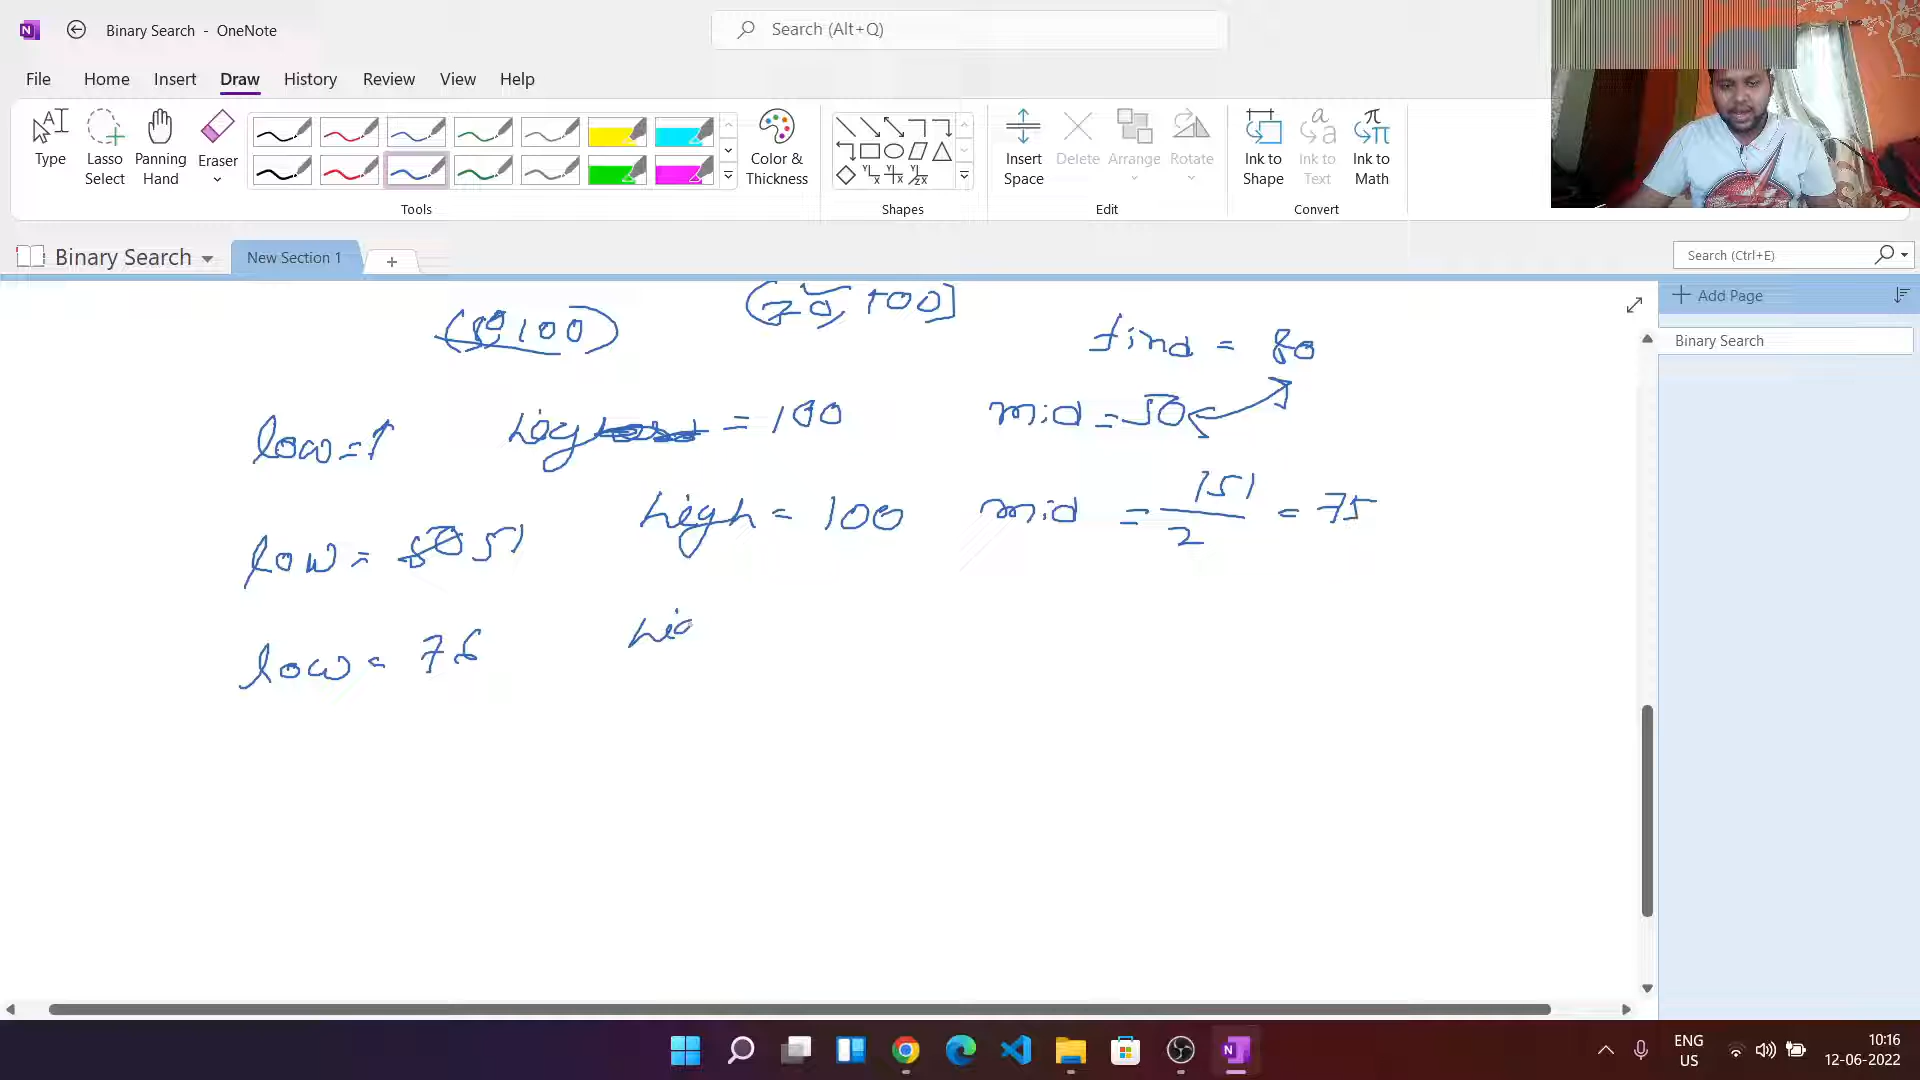 Binary Search - OneNote
Search (Alt+Q)
File Home Insert Draw History Review View Help
Type
Lasso Select
Panning Hand
Eraser
Color & Thickness
Insert Space
Delete
Arrange
Rotate
Ink to Shape
Ink to Text
Ink to Math
Tools Shapes Edit Convert
Binary Search New Section 1 +
Search (Ctrl+E)
Add Page
Binary Search
100) 100]
find = 80
low = 1 hig = 100 mid = 50
low = 50 51 high = 100 mid = 151/2 = 75
low = 76 hig
ENG US
10:16
12-06-2022